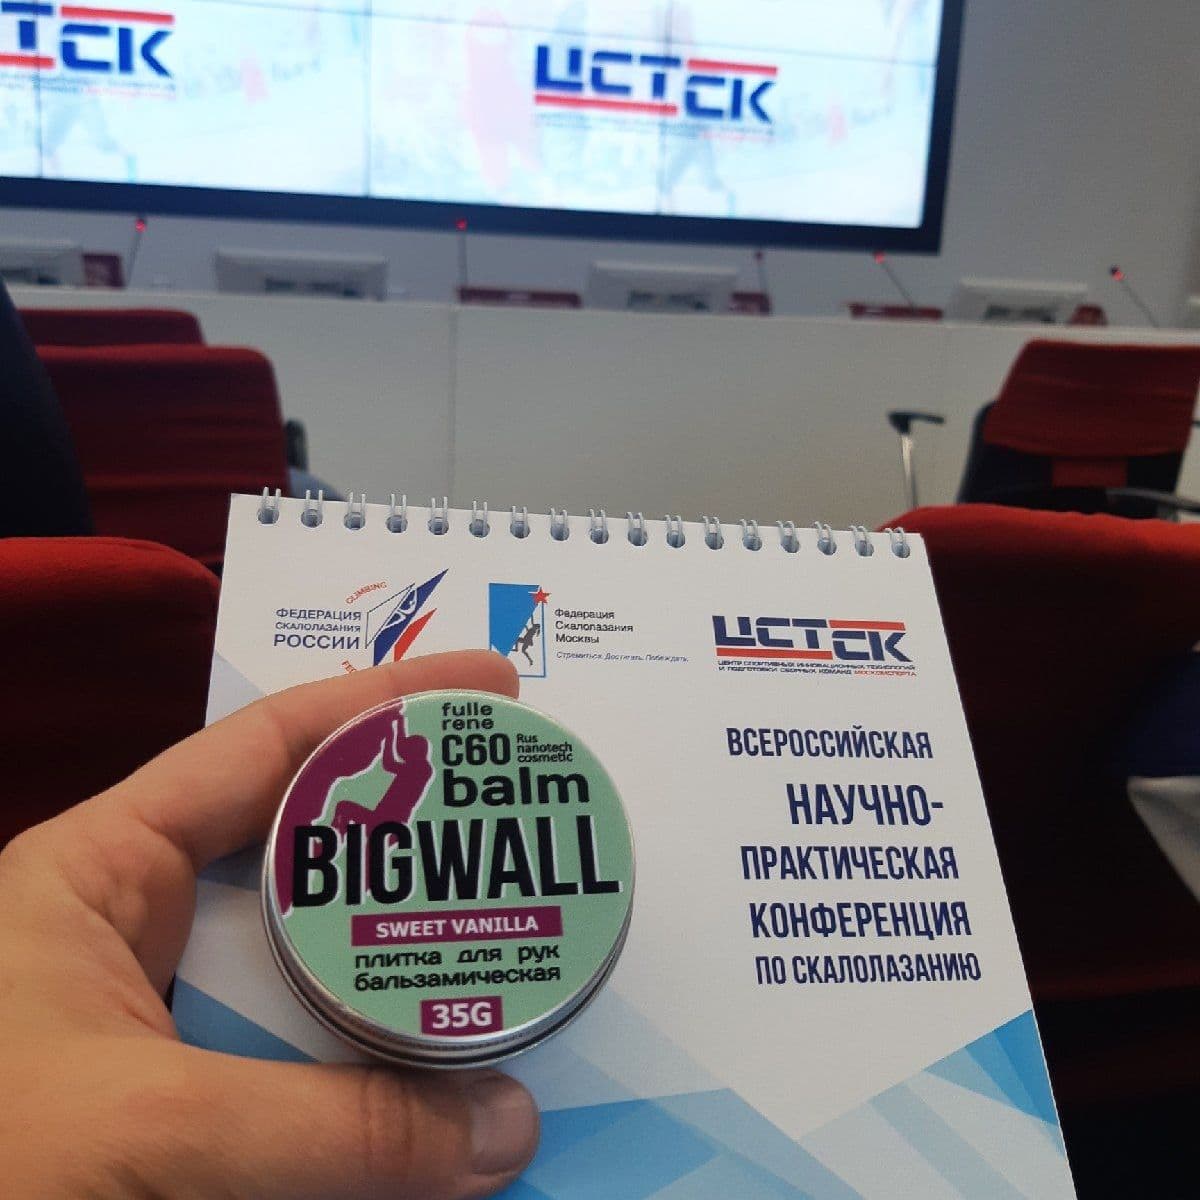 ЦСТСК
ЦСТСК
CLIMBING
ФЕДЕРАЦИЯ
СКАЛОЛАЗАНИЯ
РОССИИ
Федерация
Скалолазания
Москвы
Стремиться. Достигать. Побеждать.
ЦСТСК
ЦЕНТР СПОРТИВНЫХ ИННОВАЦИОННЫХ ТЕХНОЛОГИЙ
И ПОДГОТОВКИ СБОРНЫХ КОМАНД МОСКОМСПОРТА
ВСЕРОССИЙСКАЯ
НАУЧНО-
ПРАКТИЧЕСКАЯ
КОНФЕРЕНЦИЯ
ПО СКАЛОЛАЗАНИЮ
fulle
rene
C60
Rus
nanotech
cosmetic
balm
BIGWALL
SWEET VANILLA
плитка для рук
бальзамическая
35G